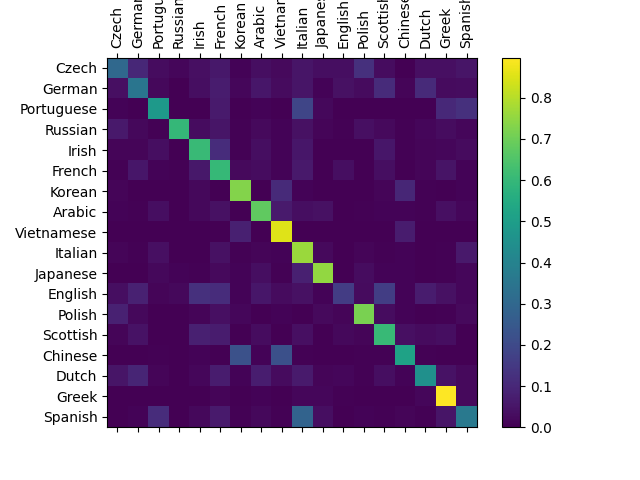 Czech
German
Portugu
Russian
Irish
French
Korean
Arabic
Vietnam
Italian
Japanes
English
Polish
Scottish
Chinese
Dutch
Greek
Spanish
Czech
German
Portuguese
Russian
Irish
French
Korean
Arabic
Vietnamese
Italian
Japanese
English
Polish
Scottish
Chinese
Dutch
Greek
Spanish
0.8
0.7
0.6
0.5
0.4
0.3
0.2
0.1
0.0